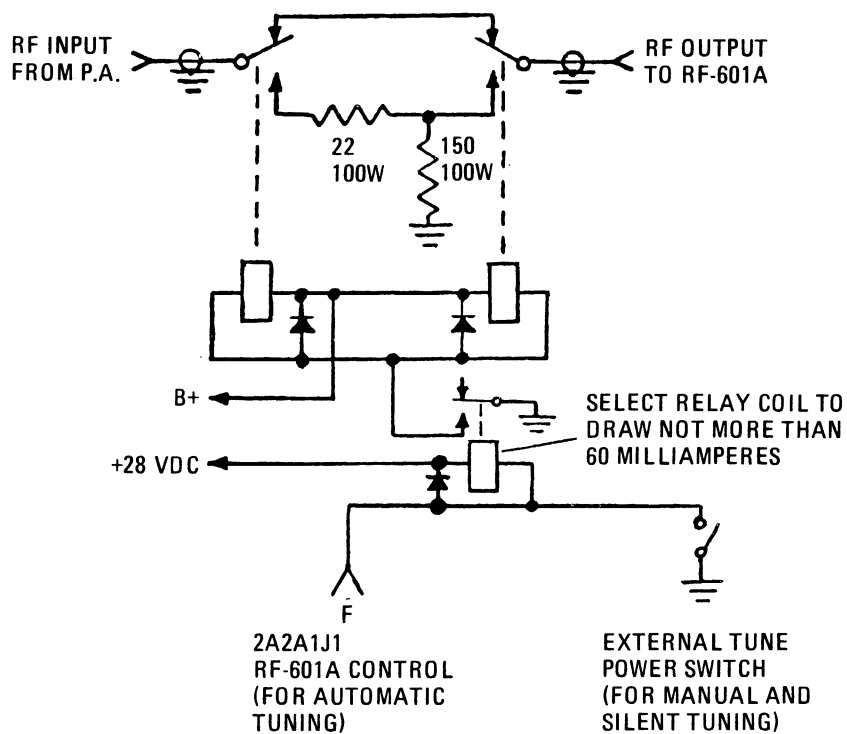 RF INPUT
FROM P.A.
RF OUTPUT
TO RF-601A
22
100W
150
100W
B+
SELECT RELAY COIL TO
DRAW NOT MORE THAN
60 MILLIAMPERES
+28 VDC
F
2A2A1J1
RF-601A CONTROL
(FOR AUTOMATIC
TUNING)
EXTERNAL TUNE
POWER SWITCH
(FOR MANUAL AND
SILENT TUNING)